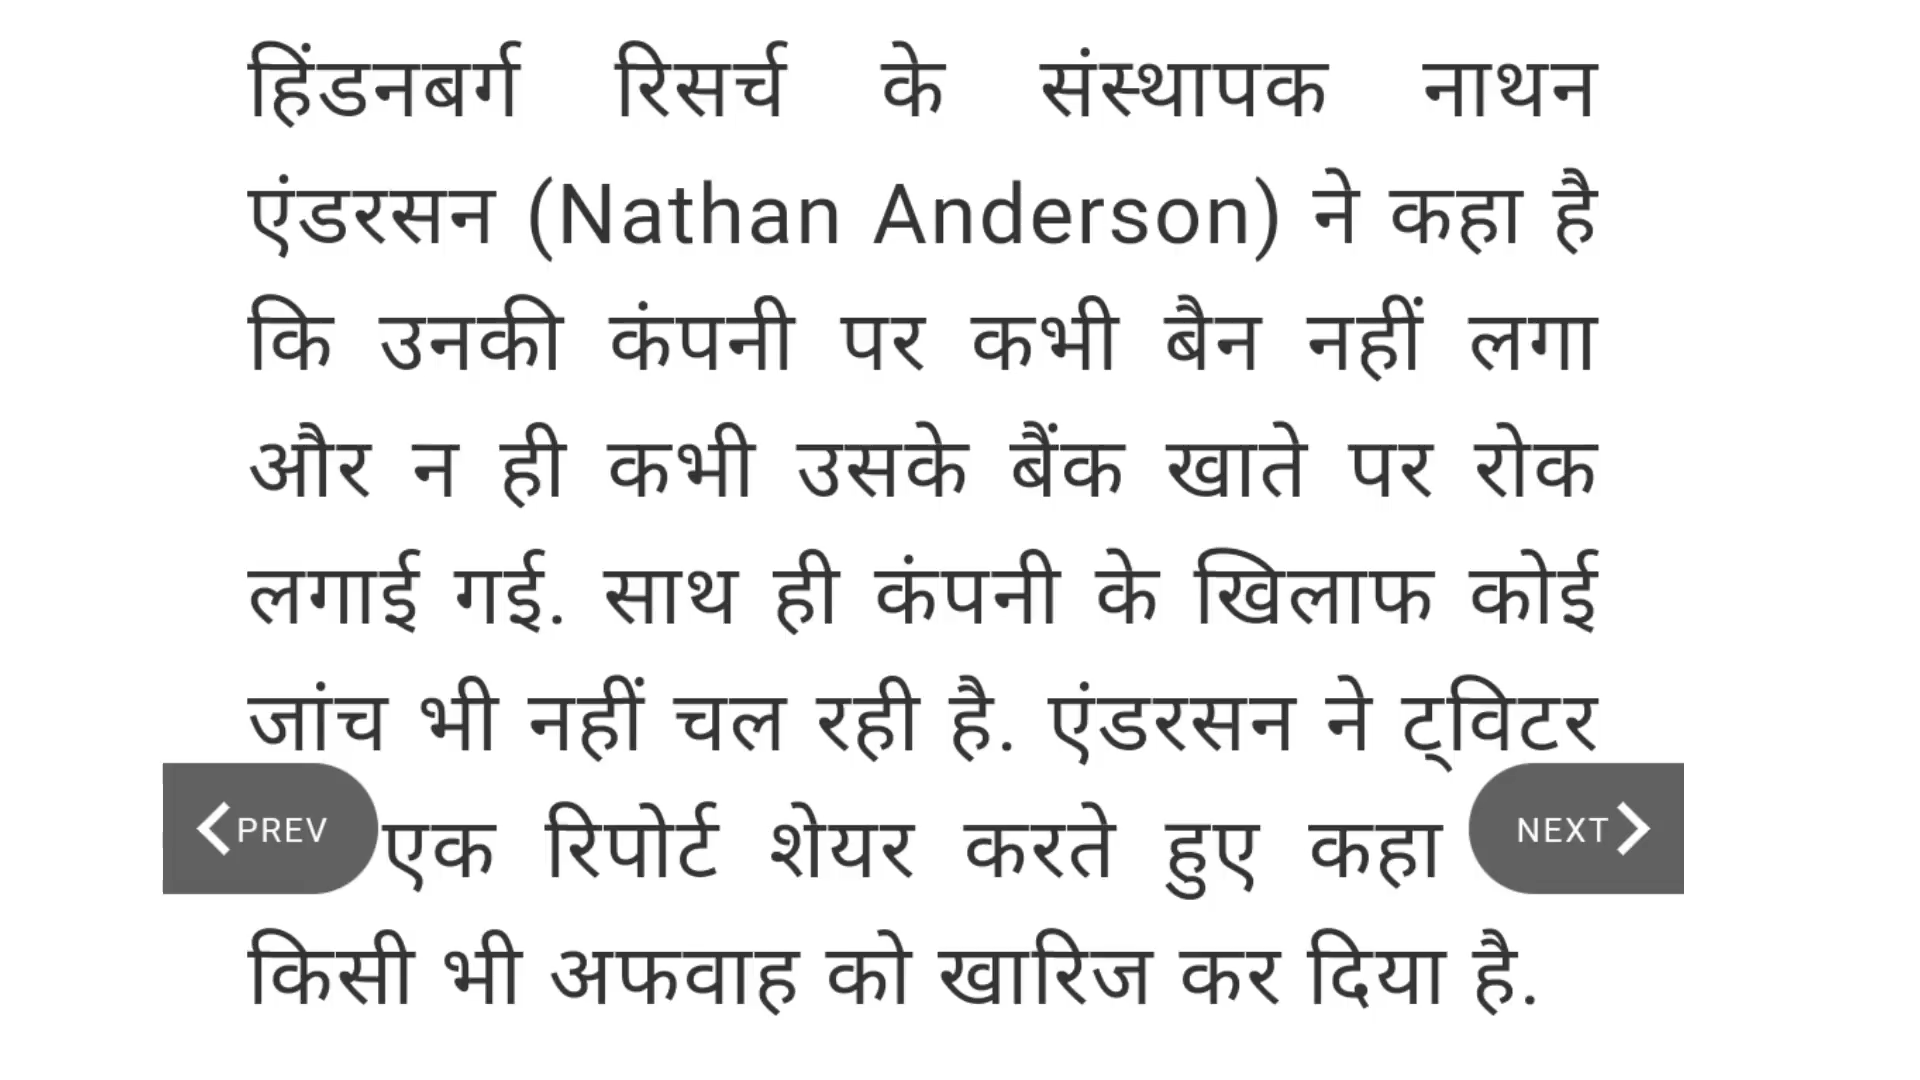 हिंडनबर्ग रिसर्च के संस्थापक नाथन
एंडरसन (Nathan Anderson) ने कहा है
कि उनकी कंपनी पर कभी बैन नहीं लगा
और न ही कभी उसके बैंक खाते पर रोक
लगाई गई. साथ ही कंपनी के खिलाफ कोई
जांच भी नहीं चल रही है. एंडरसन ने ट्विटर
PREV एक रिपोर्ट शेयर करते हुए कहा NEXT
किसी भी अफवाह को खारिज कर दिया है.